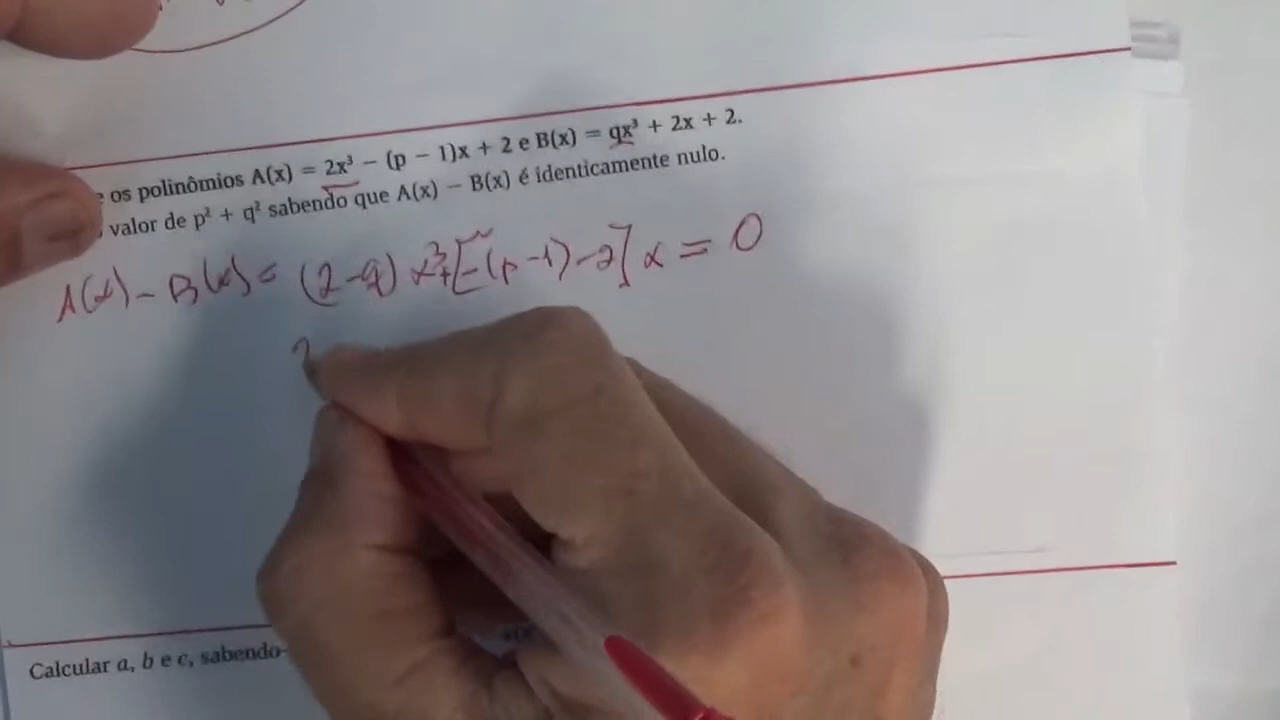 os polinômios A(x) = 2x³ − (p − 1)x + 2 e B(x) = qx³ + 2x + 2.
valor de p² + q² sabendo que A(x) − B(x) é identicamente nulo.
A(x) − B(x) = (2 − q) x³ + [−(p − 1) − 2] x = 0
2
Calcular a, b e c, sabendo-